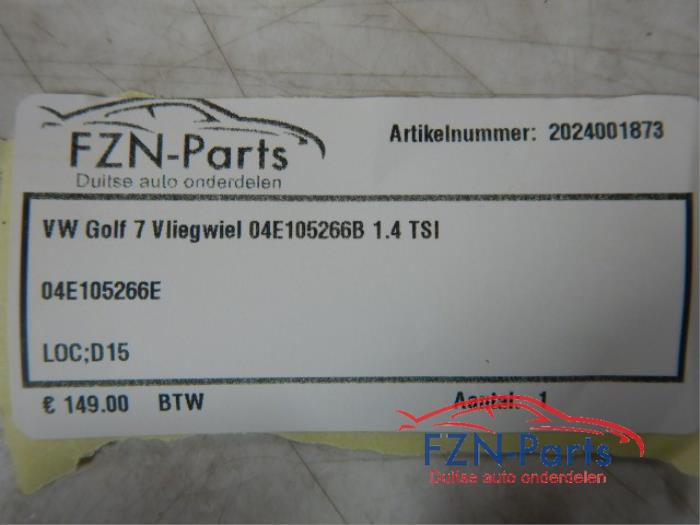 FZN-Parts
Duitse auto onderdelen
Artikelnummer: 2024001873
VW Golf 7 Vliegwiel 04E105266B 1.4 TSI
04E105266E
LOC;D15
€ 149.00 BTW Aantal: 1
FZN-Parts
Duitse auto onderdelen